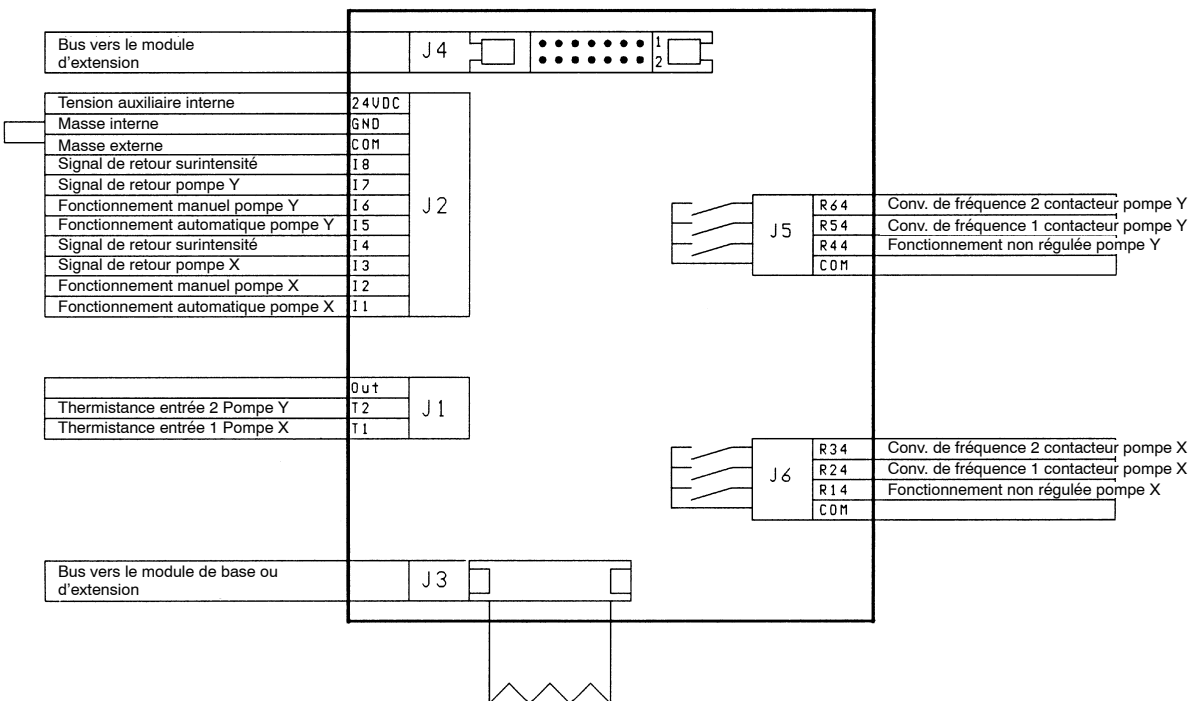 Bus vers le module
d'extension
J4
1
2
Tension auxiliaire interne 24VDC
Masse interne GND
Masse externe COM
Signal de retour surintensité I8
Signal de retour pompe Y I7
Fonctionnement manuel pompe Y I6
Fonctionnement automatique pompe Y I5
Signal de retour surintensité I4
Signal de retour pompe X I3
Fonctionnement manuel pompe X I2
Fonctionnement automatique pompe X I1
J2
J5
R64 Conv. de fréquence 2 contacteur pompe Y
R54 Conv. de fréquence 1 contacteur pompe Y
R44 Fonctionnement non régulée pompe Y
COM
Out
Thermistance entrée 2 Pompe Y T2
Thermistance entrée 1 Pompe X T1
J1
J6
R34 Conv. de fréquence 2 contacteur pompe X
R24 Conv. de fréquence 1 contacteur pompe X
R14 Fonctionnement non régulée pompe X
COM
Bus vers le module de base ou
d'extension
J3